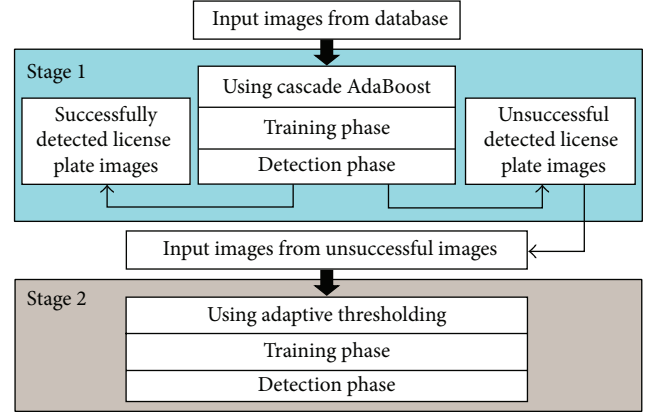 Input images from database
Stage 1
Using cascade AdaBoost
Training phase
Detection phase
Successfully
detected license
plate images
Unsuccessful
detected license
plate images
Input images from unsuccessful images
Stage 2
Using adaptive thresholding
Training phase
Detection phase